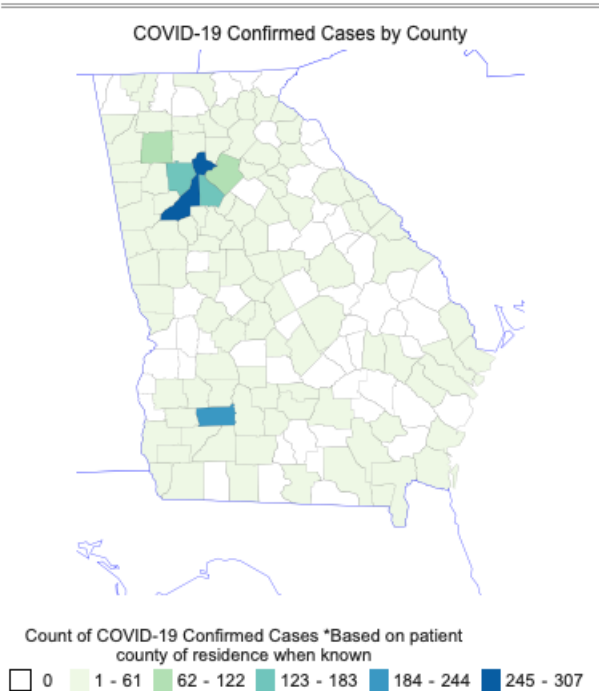 COVID-19 Confirmed Cases by County
Count of COVID-19 Confirmed Cases *Based on patient
county of residence when known
0 1 - 61 62 - 122 123 - 183 184 - 244 245 - 307